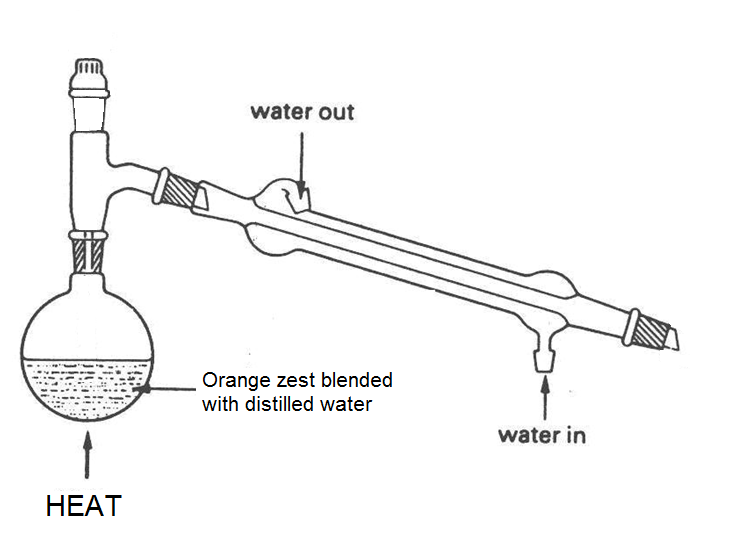 water out
Orange zest blended
with distilled water
water in
HEAT